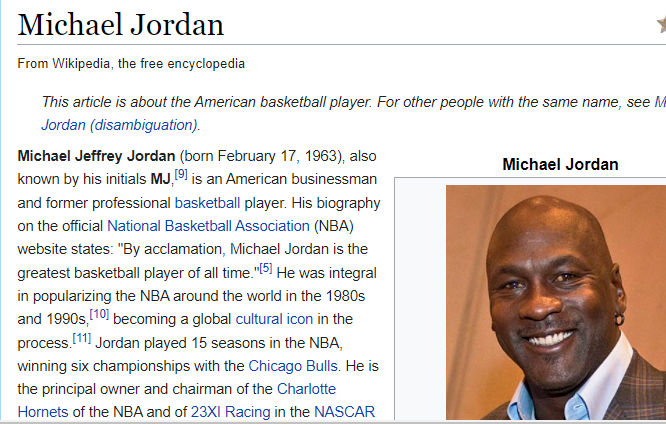 Michael Jordan
From Wikipedia, the free encyclopedia
This article is about the American basketball player. For other people with the same name, see
Jordan (disambiguation).
Michael Jeffrey Jordan (born February 17, 1963), also
known by his initials MJ,[9] is an American businessman
and former professional basketball player. His biography
on the official National Basketball Association (NBA)
website states: "By acclamation, Michael Jordan is the
greatest basketball player of all time."[5] He was integral
in popularizing the NBA around the world in the 1980s
and 1990s,[10] becoming a global cultural icon in the
process.[11] Jordan played 15 seasons in the NBA,
winning six championships with the Chicago Bulls. He is
the principal owner and chairman of the Charlotte
Hornets of the NBA and of 23XI Racing in the NASCAR
Michael Jordan